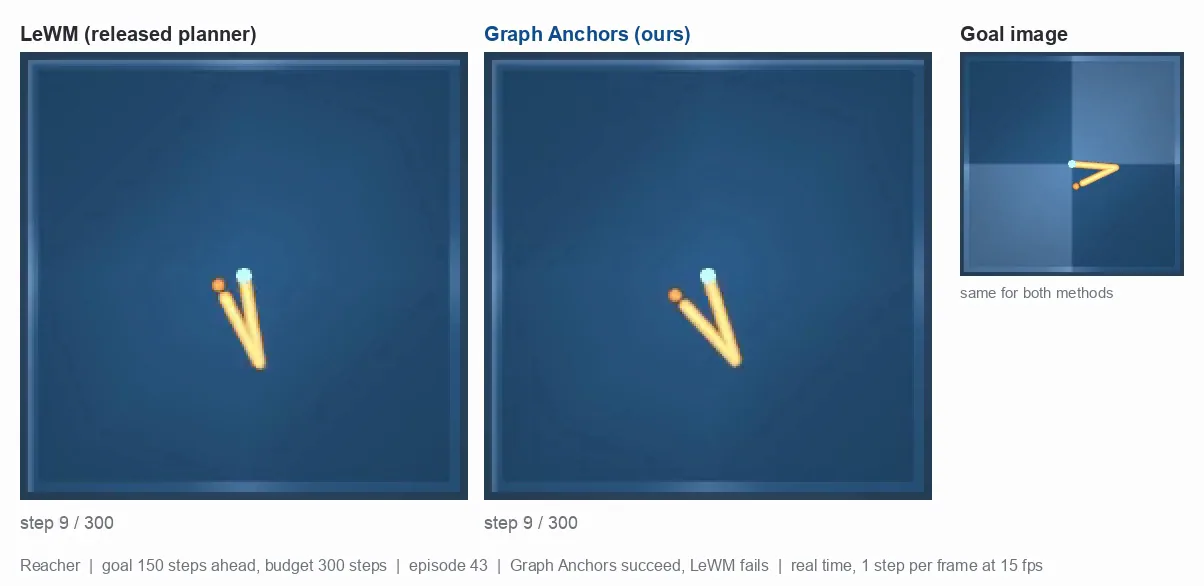 LeWM (released planner)
Graph Anchors (ours)
Goal image
same for both methods
step 9 / 300
step 9 / 300
Reacher | goal 150 steps ahead, budget 300 steps | episode 43 | Graph Anchors succeed, LeWM fails | real time, 1 step per frame at 15 fps